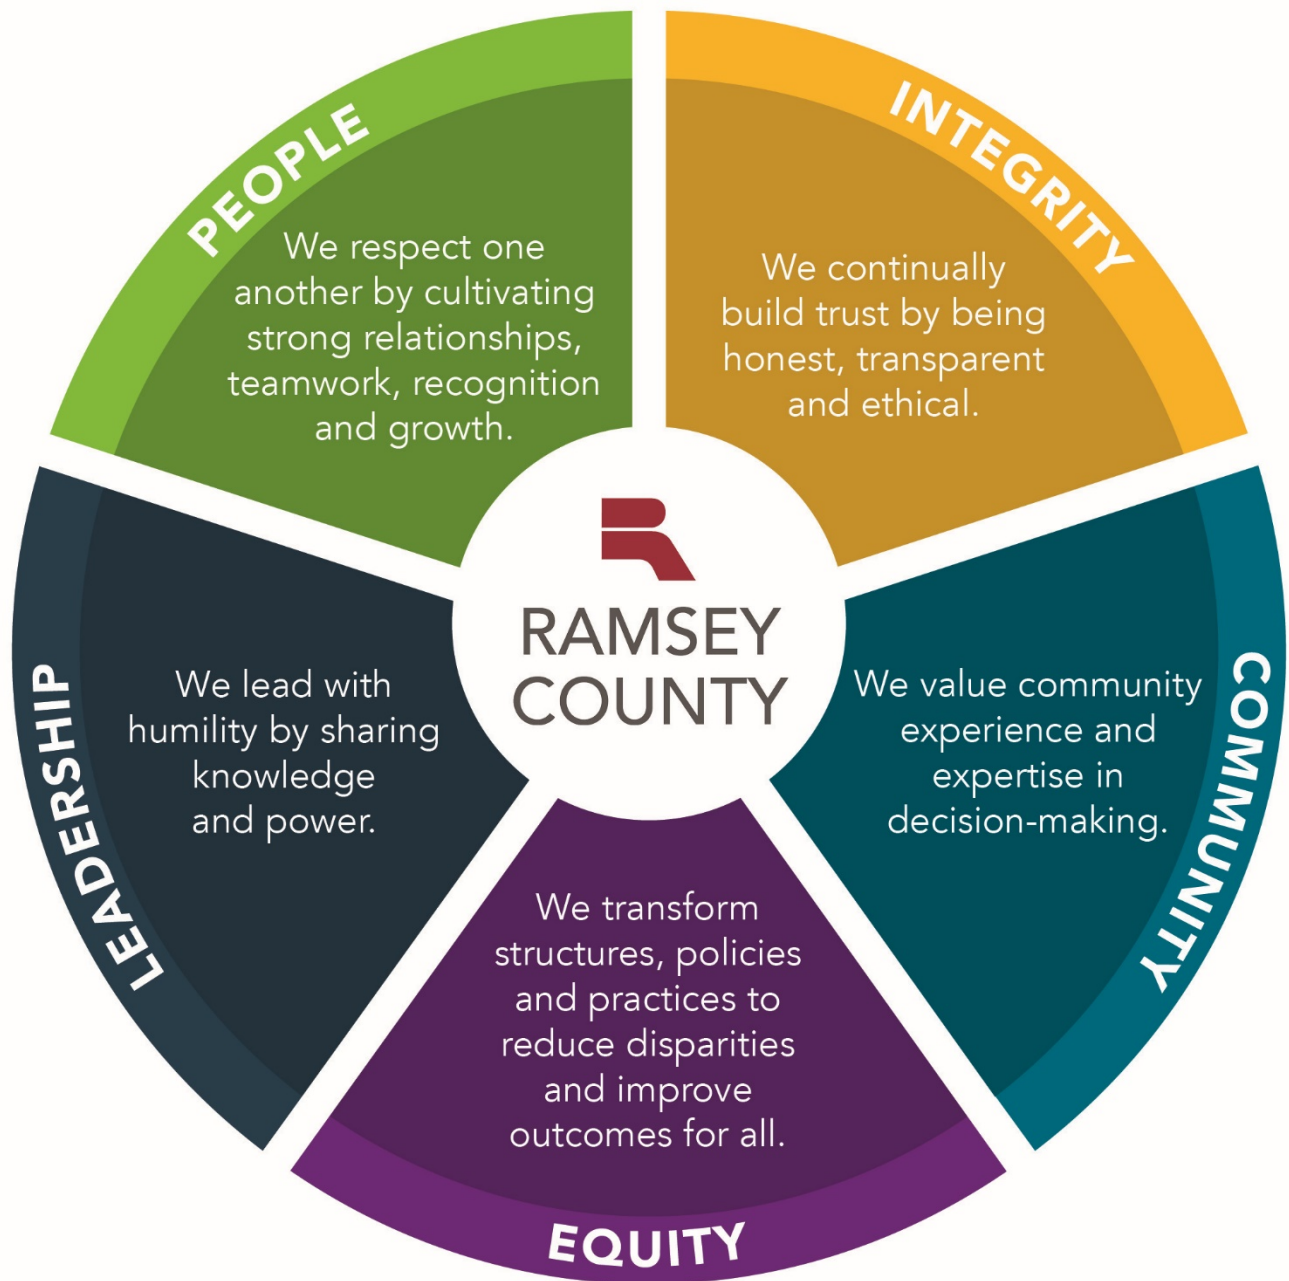 PEOPLE
We respect one
another by cultivating
strong relationships,
teamwork, recognition
and growth.
INTEGRITY
We continually
build trust by being
honest, transparent
and ethical.
RAMSEY
COUNTY
LEADERSHIP
We lead with
humility by sharing
knowledge
and power.
COMMUNITY
We value community
experience and
expertise in
decision-making.
We transform
structures, policies
and practices to
reduce disparities
and improve
outcomes for all.
EQUITY